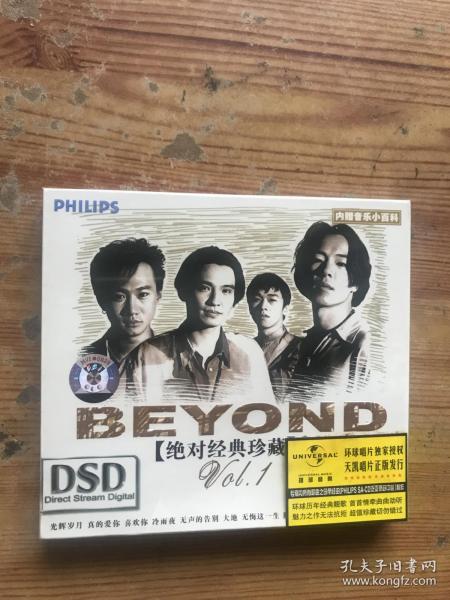 PHILIPS
内赠音乐小百科
BEYOND
【绝对经典珍藏
Vol.1
DSD
Direct Stream Digital
UNIVERSAL
环球唱片独家授权
天凯唱片正版发行
环球历年经典靓歌 首首情牵曲曲动听
魅力之作无法抗拒 超值珍藏切勿错过
光辉岁月 真的爱你 喜欢你 冷雨夜 无声的告别 大地 无悔这一生
孔夫子旧书网
www.kongfz.com